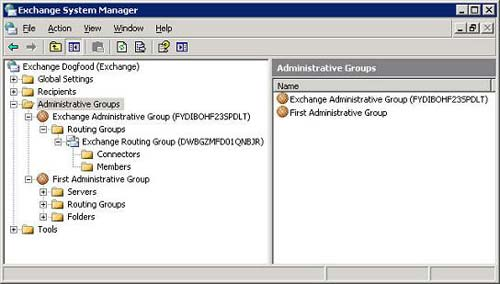 Exchange System Manager
File Action View Window Help
Exchange Dogfood (Exchange)
Global Settings
Recipients
Administrative Groups
Exchange Administrative Group (FYDIBOHF23SPDLT)
Routing Groups
Exchange Routing Group (DWBGZMFD01QNBJR)
Connectors
Members
First Administrative Group
Servers
Routing Groups
Folders
Tools
Administrative Groups
Name
Exchange Administrative Group (FYDIBOHF23SPDLT)
First Administrative Group